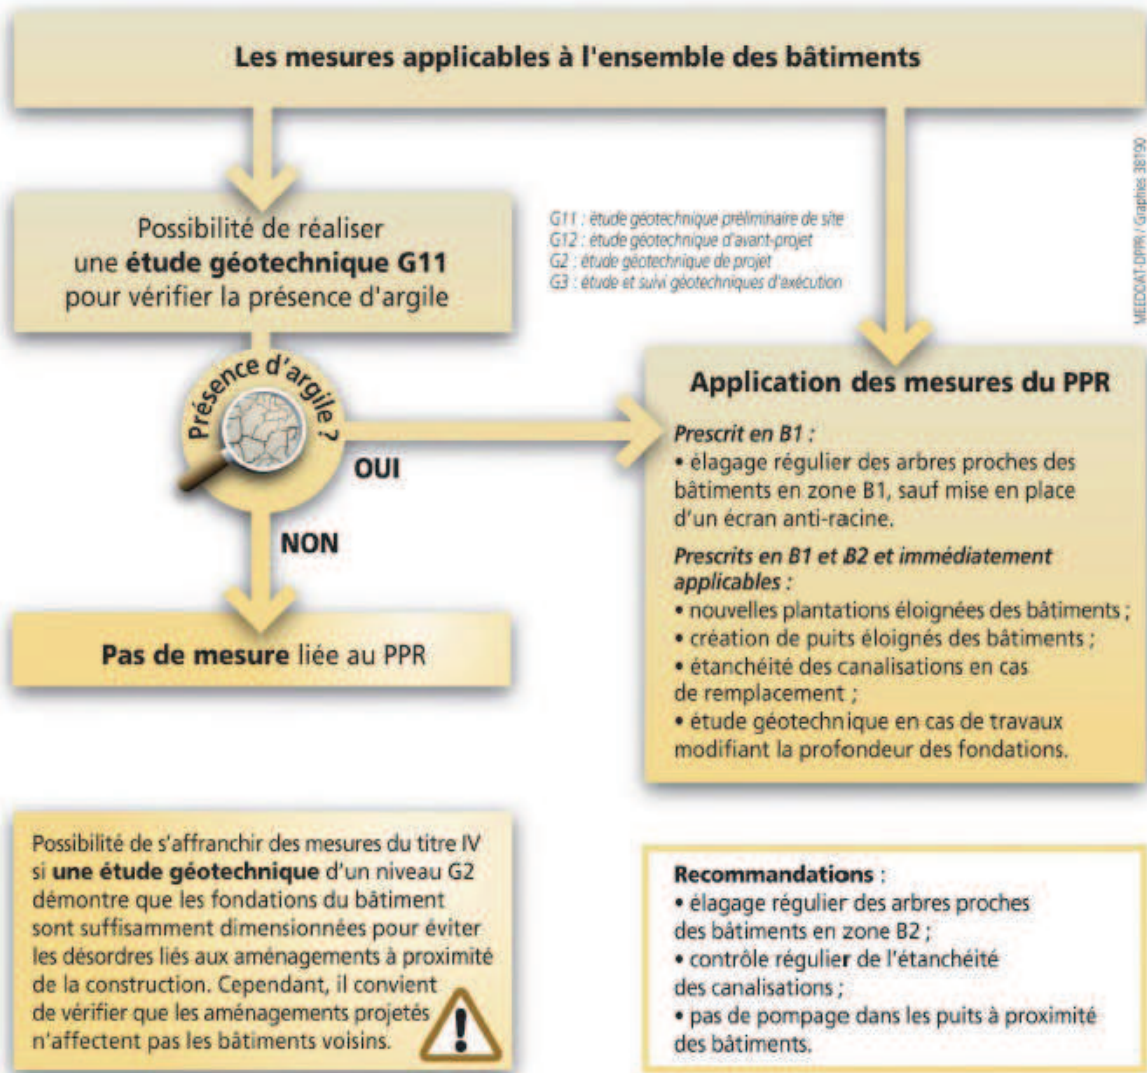 Les mesures applicables à l'ensemble des bâtiments
Possibilité de réaliser
une étude géotechnique G11
pour vérifier la présence d'argile
G11 : étude géotechnique préliminaire de site
G12 : étude géotechnique d'avant-projet
G2 : étude géotechnique de projet
G3 : étude et suivi géotechniques d'exécution
MEEDDAT-DPPR / Graphies 38190
Présence d'argile ?
OUI
NON
Pas de mesure liée au PPR
Application des mesures du PPR
Prescrit en B1 :
• élagage régulier des arbres proches des
bâtiments en zone B1, sauf mise en place
d'un écran anti-racine.
Prescrits en B1 et B2 et immédiatement
applicables :
• nouvelles plantations éloignées des bâtiments ;
• création de puits éloignés des bâtiments ;
• étanchéité des canalisations en cas
de remplacement ;
• étude géotechnique en cas de travaux
modifiant la profondeur des fondations.
Possibilité de s'affranchir des mesures du titre IV
si une étude géotechnique d'un niveau G2
démontre que les fondations du bâtiment
sont suffisamment dimensionnées pour éviter
les désordres liés aux aménagements à proximité
de la construction. Cependant, il convient
de vérifier que les aménagements projetés
n'affectent pas les bâtiments voisins.
!
Recommandations :
• élagage régulier des arbres proches
des bâtiments en zone B2 ;
• contrôle régulier de l'étanchéité
des canalisations ;
• pas de pompage dans les puits à proximité
des bâtiments.